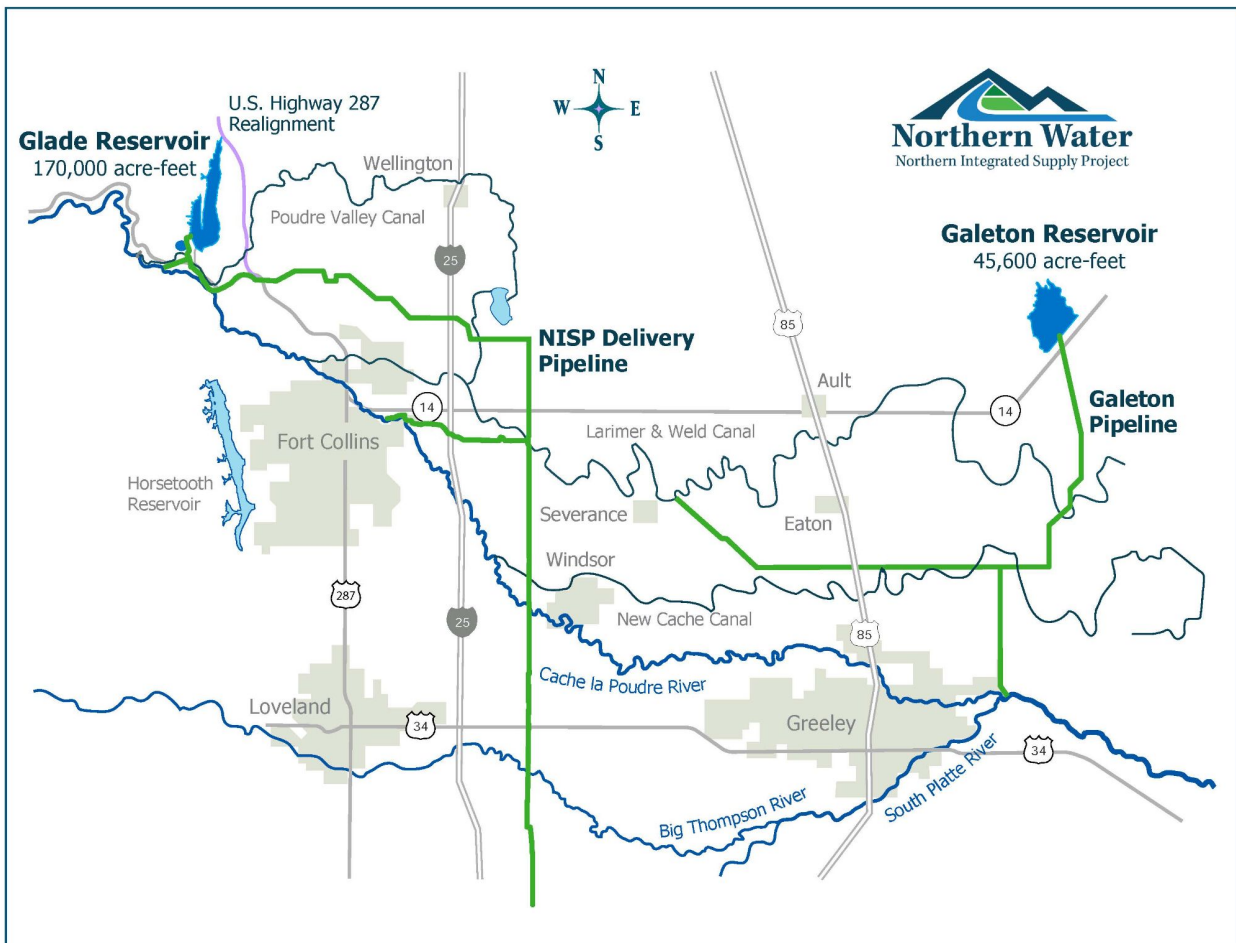 U.S. Highway 287
Realignment
Glade Reservoir
170,000 acre-feet
N
W
E
S
Northern Water
Northern Integrated Supply Project
Wellington
Poudre Valley Canal
25
Galeton Reservoir
45,600 acre-feet
85
NISP Delivery
Pipeline
Ault
14
14
Galeton
Pipeline
Fort Collins
Larimer & Weld Canal
Horsetooth
Reservoir
Severance
Eaton
Windsor
287
25
New Cache Canal
85
Cache la Poudre River
Loveland
34
Greeley
34
Big Thompson River
South Platte River